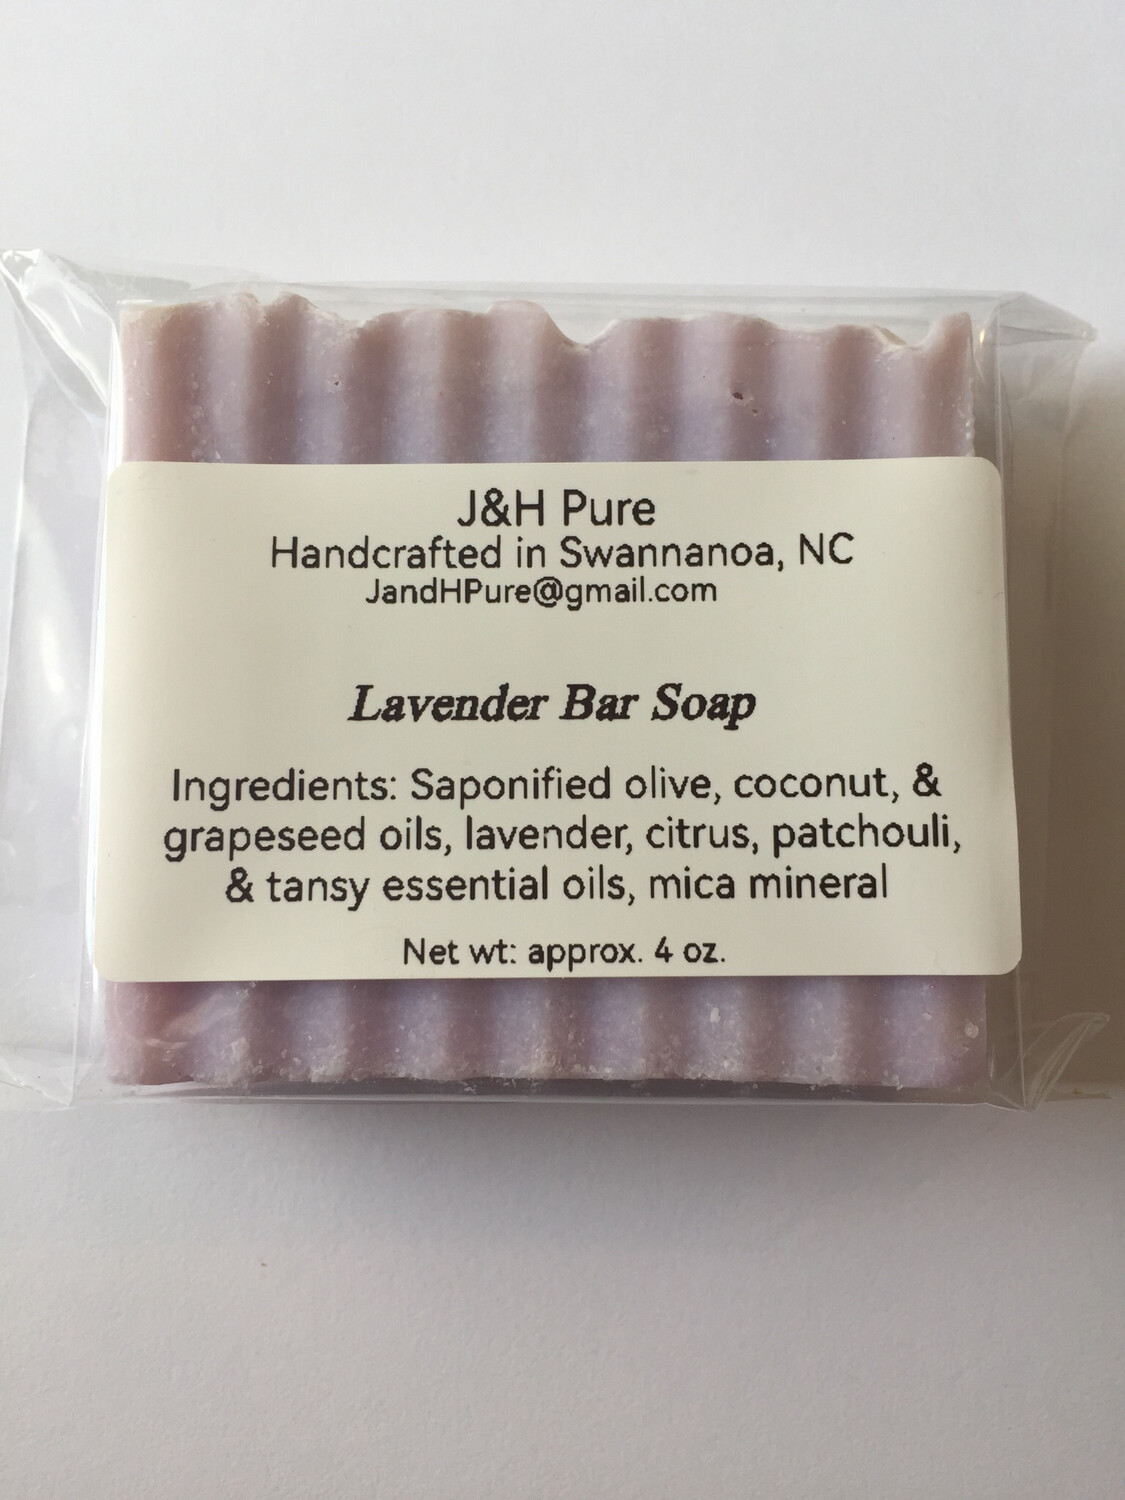 J&H Pure
Handcrafted in Swannanoa, NC
JandHPure@gmail.com
Lavender Bar Soap
Ingredients: Saponified olive, coconut, &
grapeseed oils, lavender, citrus, patchouli,
& tansy essential oils, mica mineral
Net wt: approx. 4 oz.